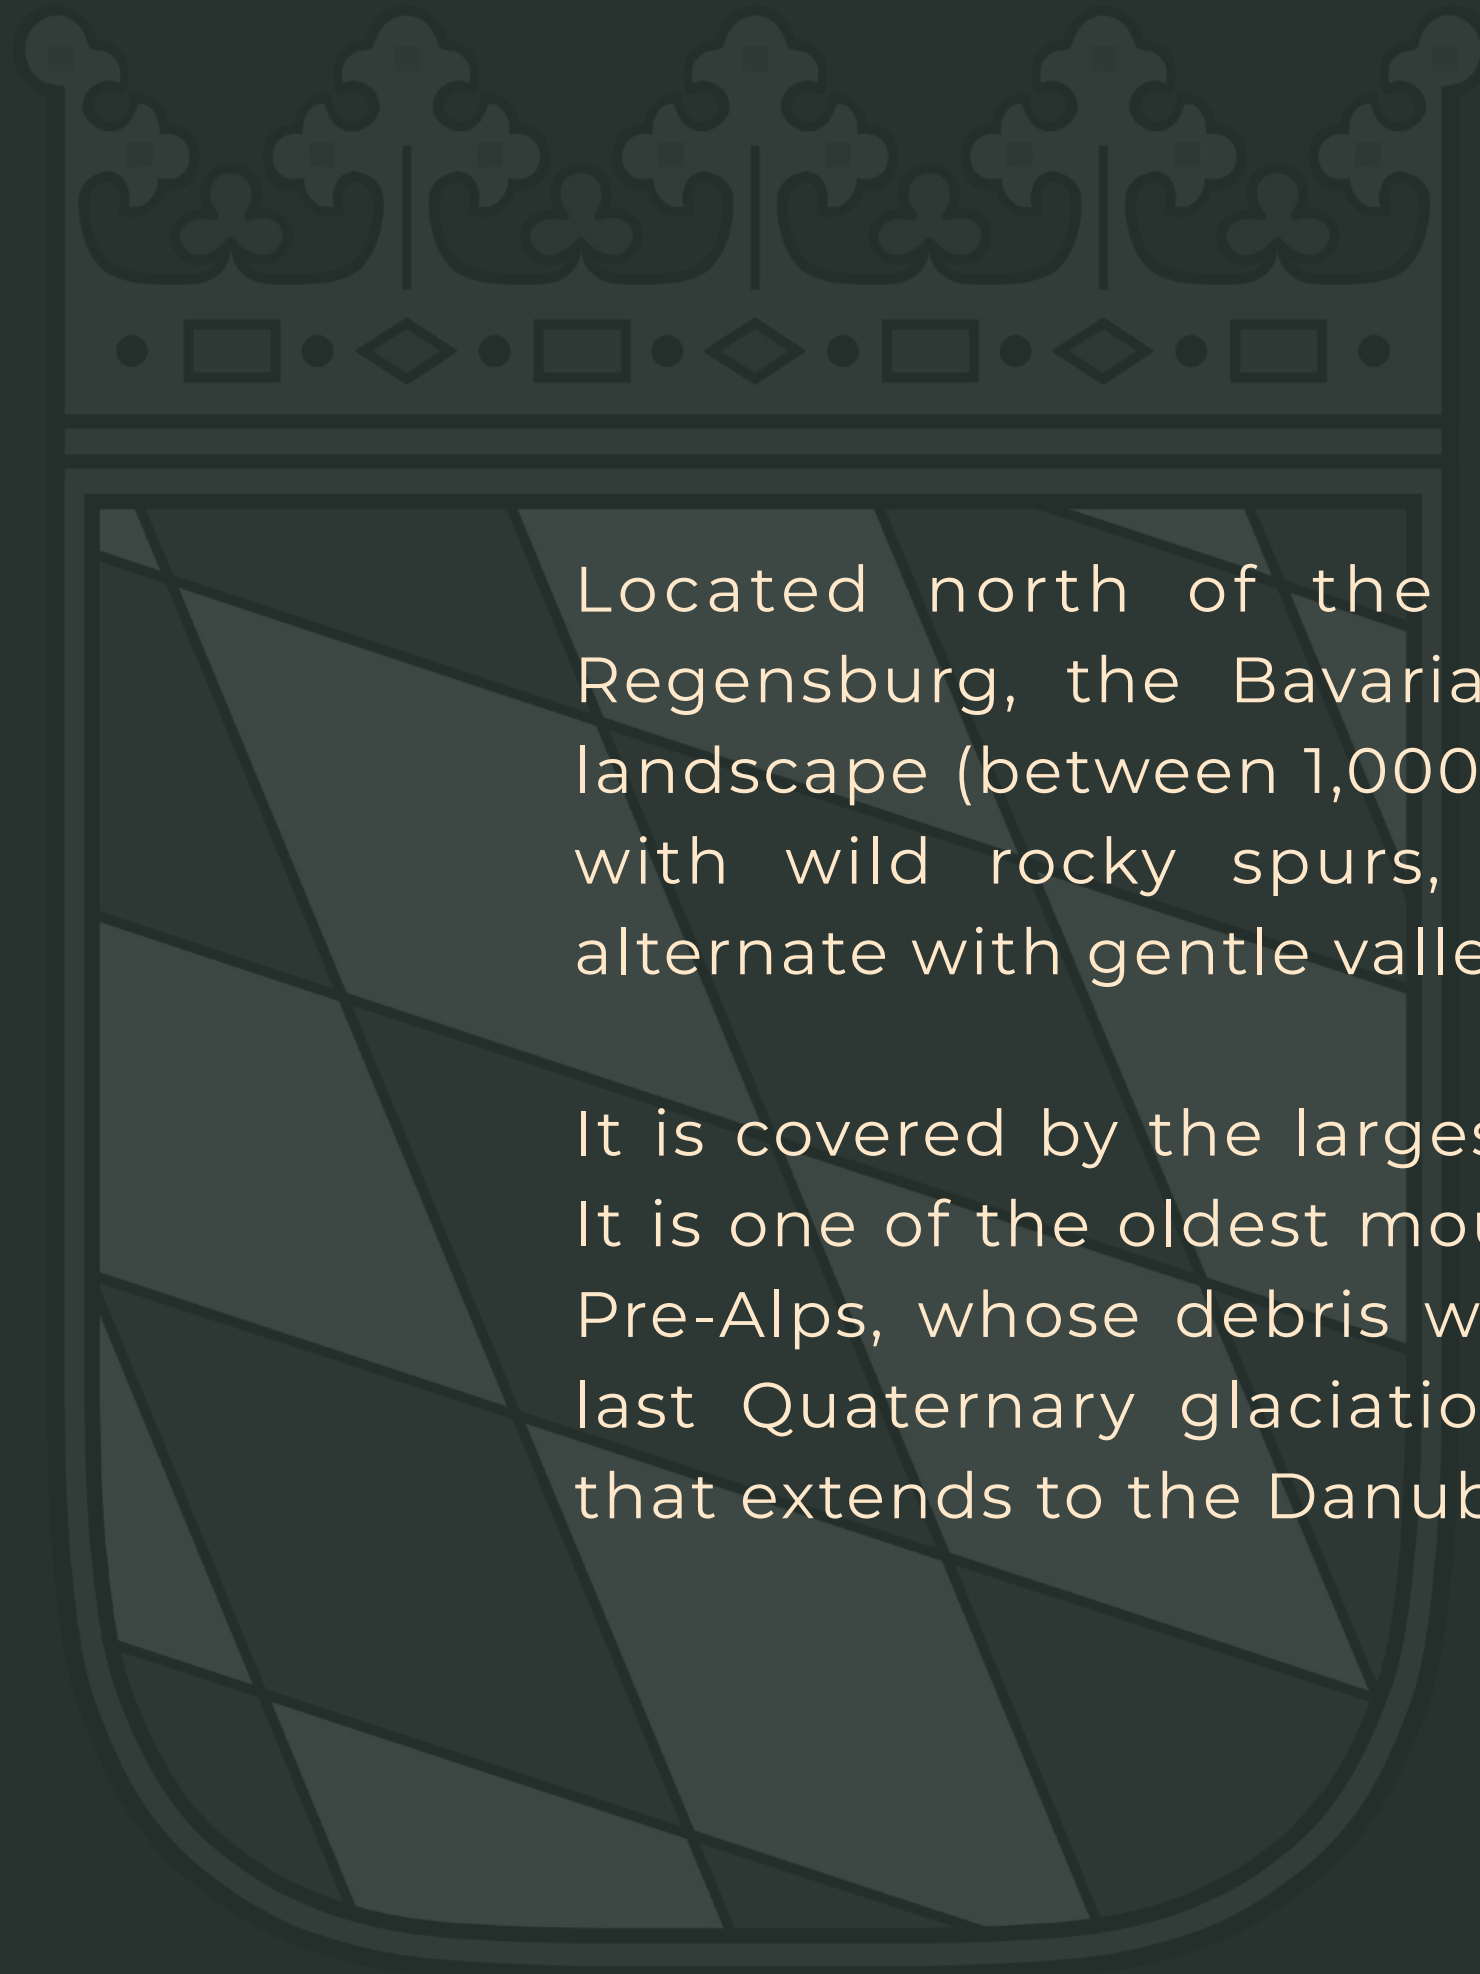 Located north of the
Regensburg, the Bavaria
landscape (between 1,000
with wild rocky spurs,
alternate with gentle valle
It is covered by the larges
It is one of the oldest mou
Pre-Alps, whose debris w
last Quaternary glaciatio
that extends to the Danub